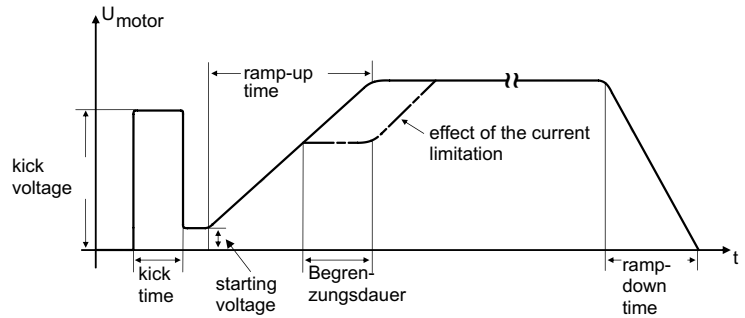 U motor
ramp-up
time
effect of the current
limitation
kick
voltage
t
kick
time
starting
voltage
Begren-
zungsdauer
ramp-
down
time